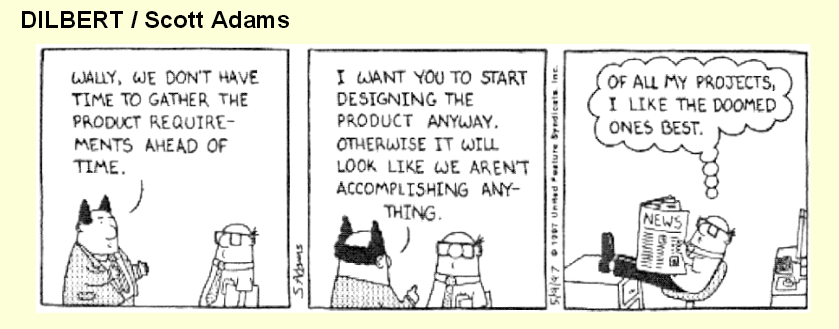 DILBERT / Scott Adams
WALLY, WE DON'T HAVE
TIME TO GATHER THE
PRODUCT REQUIRE-
MENTS AHEAD OF
TIME.
S.Adams
I WANT YOU TO START
DESIGNING THE
PRODUCT ANYWAY.
OTHERWISE IT WILL
LOOK LIKE WE AREN'T
ACCOMPLISHING ANY-
THING.
5/9/97 © 1997 United Feature Syndicate, Inc.
OF ALL MY PROJECTS,
I LIKE THE DOOMED
ONES BEST.
NEWS